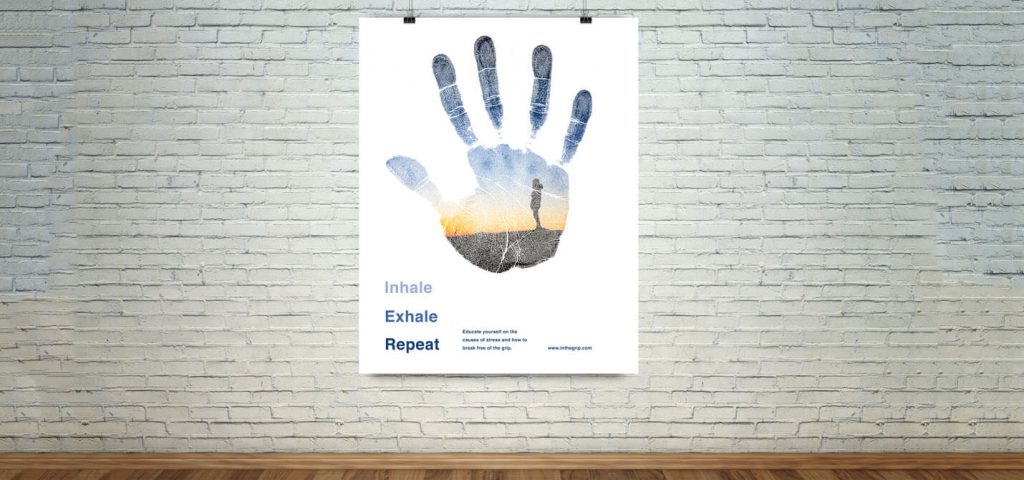 Inhale
Exhale
Repeat
Educate yourself on the
causes of stress and how to
break free of the grip.
www.inthegrip.com